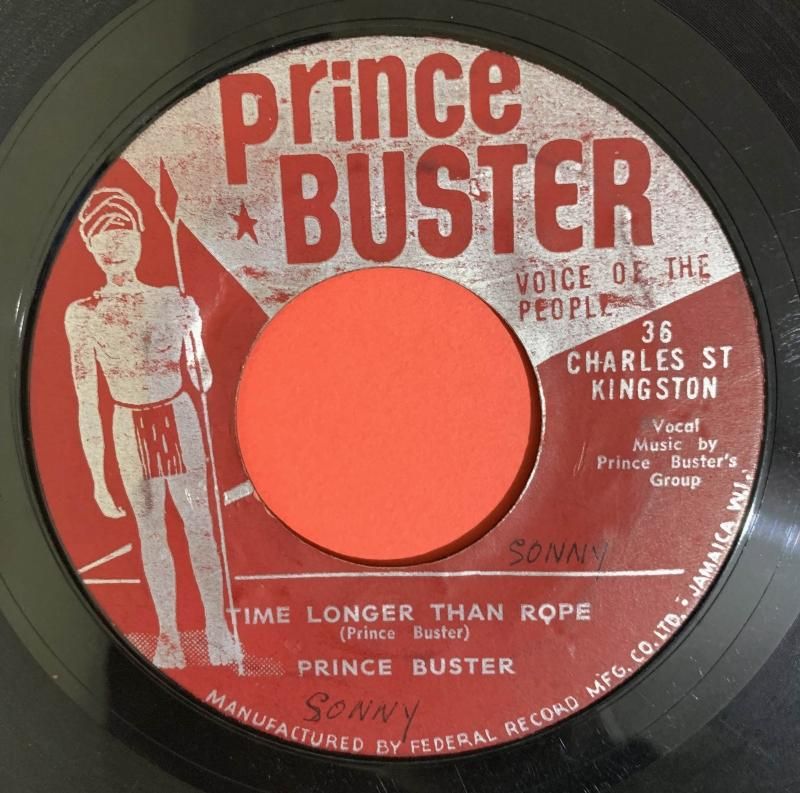 Prince
★ BUSTER
VOICE OF THE
PEOPLE
36
CHARLES ST
KINGSTON
Vocal
Music by
Prince Buster's
Group
SONNY
TIME LONGER THAN ROPE
(Prince Buster)
PRINCE BUSTER
SONNY
MANUFACTURED BY FEDERAL RECORD MFG. CO. LTD. - JAMAICA W.I.